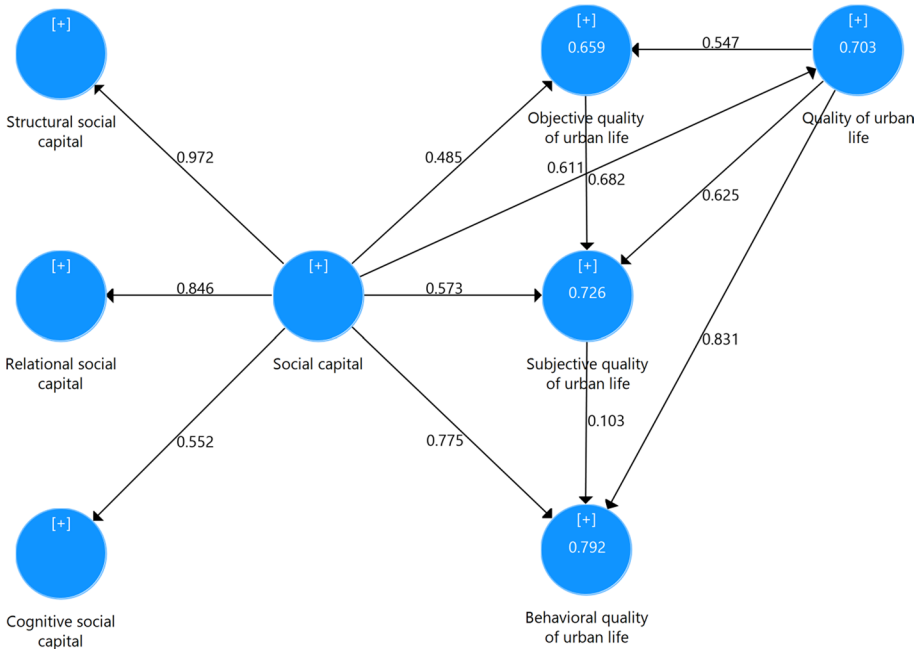 [+]
[+]
0.659
0.547
[+]
0.703
Structural social
capital
Objective quality
of urban life
Quality of urban
life
0.972
0.485
0.611
0.682
0.625
[+]
[+]
[+]
0.726
0.846
0.573
0.831
Relational social
capital
Social capital
Subjective quality
of urban life
0.552
0.775
0.103
[+]
[+]
0.792
Cognitive social
capital
Behavioral quality
of urban life